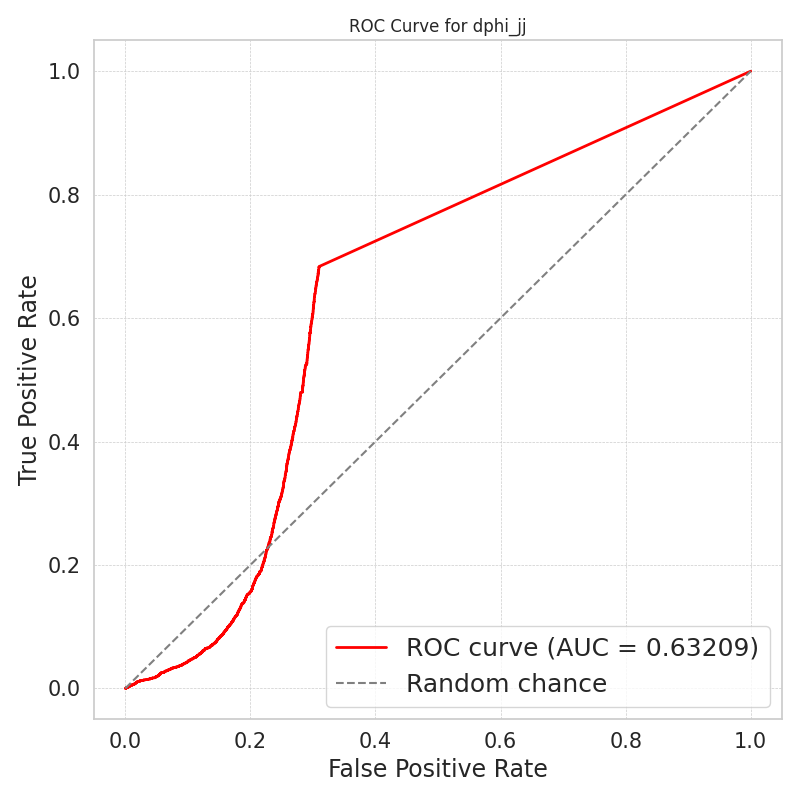 ROC Curve for dphi_jj
True Positive Rate
1.0
0.8
0.6
0.4
0.2
0.0
ROC curve (AUC = 0.63209)
Random chance
0.0 0.2 0.4 0.6 0.8 1.0
False Positive Rate